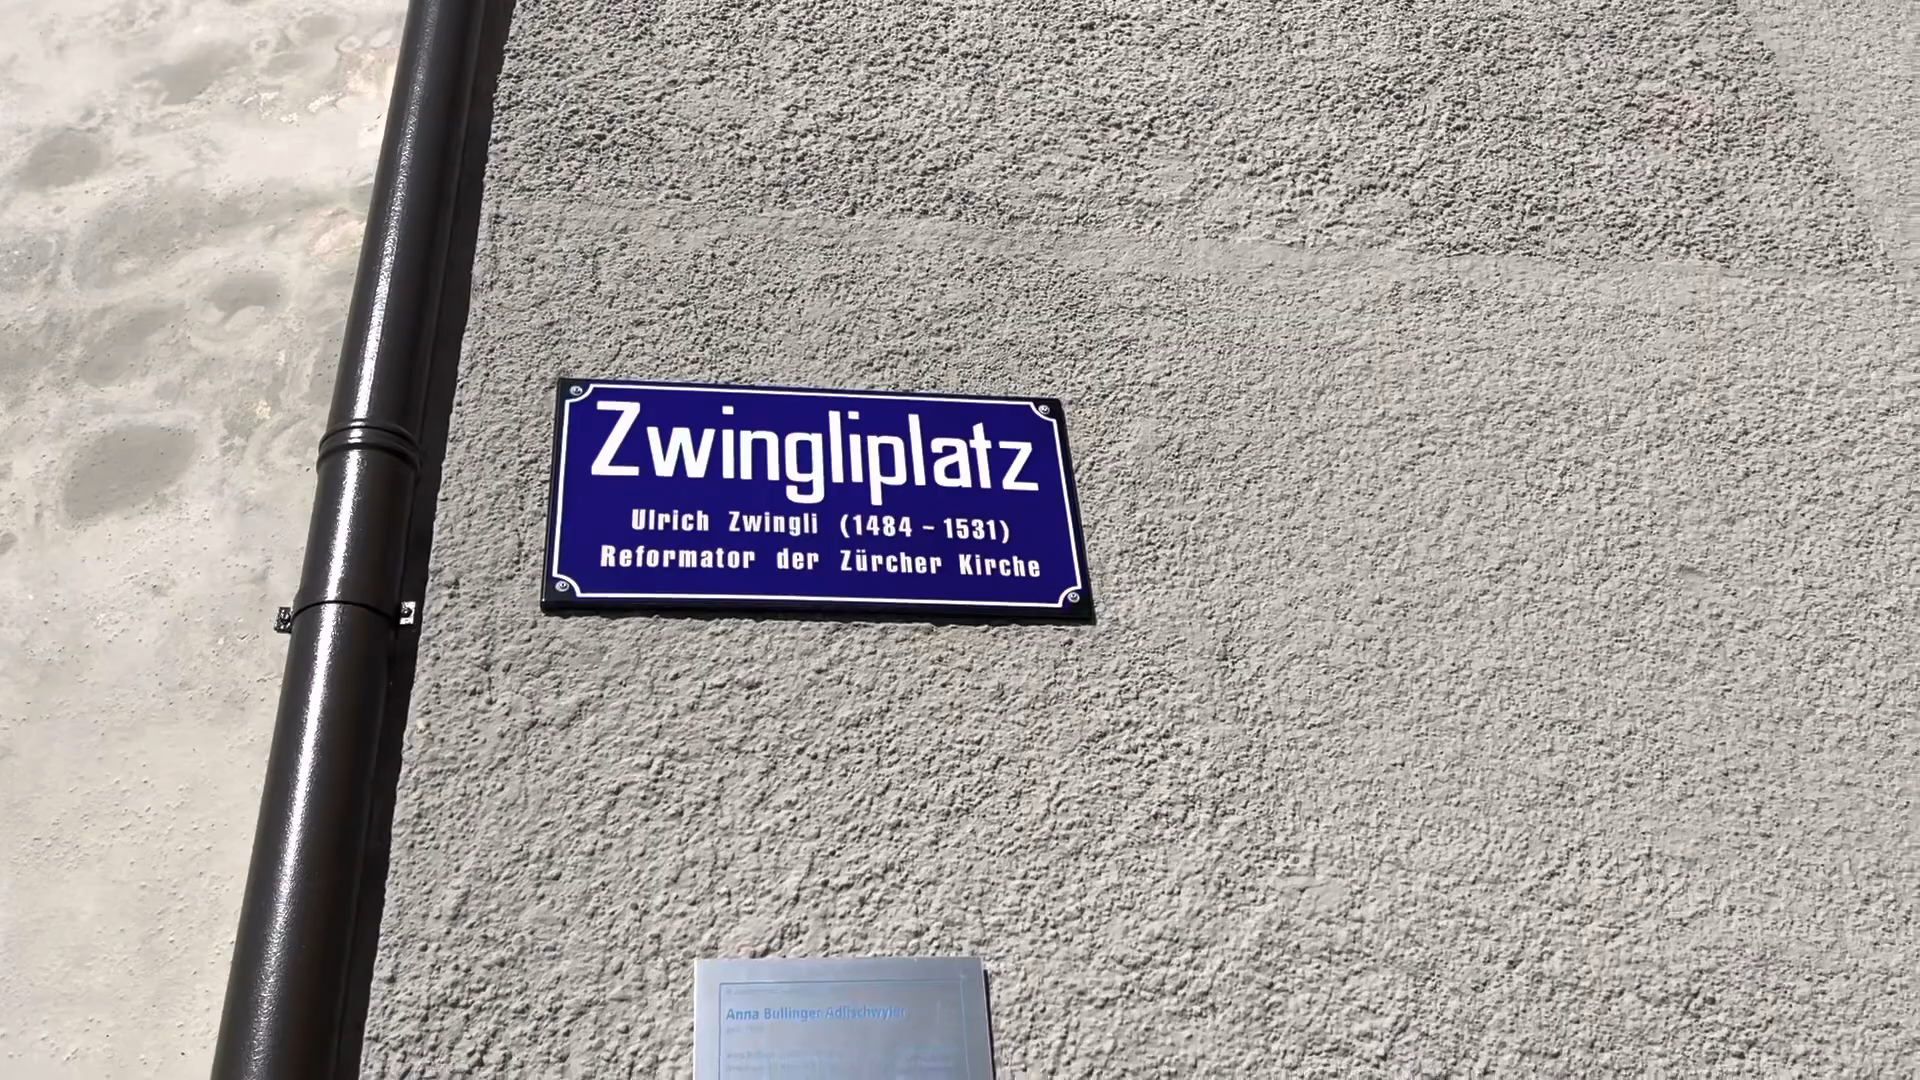 Zwingliplatz
Ulrich Zwingli (1484 - 1531)
Reformator der Zürcher Kirche
Anna Bullinger-Adlischwyler